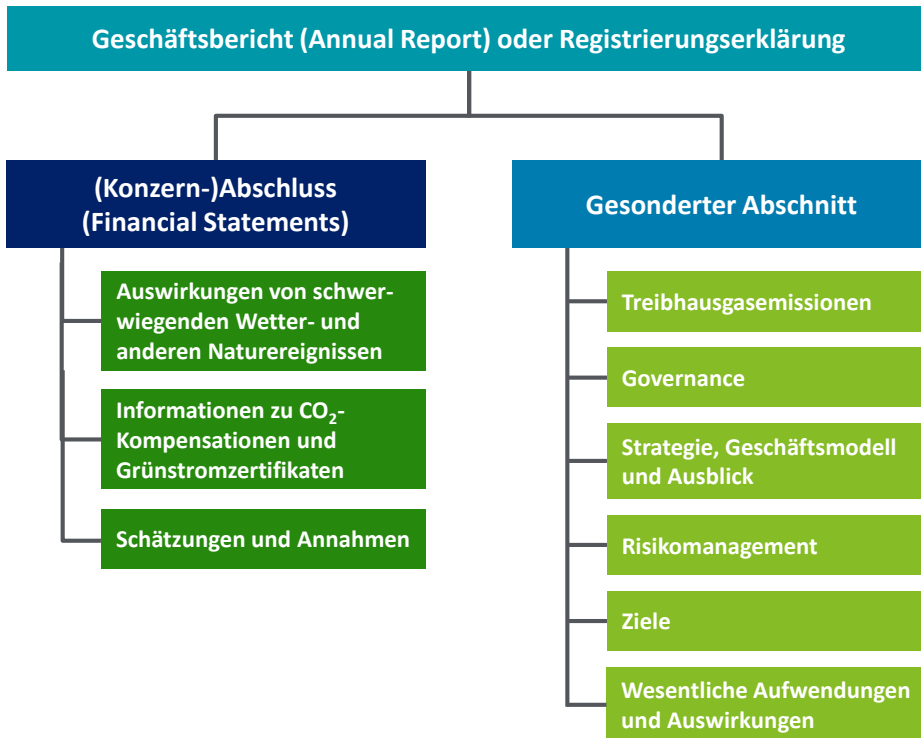 Geschäftsbericht (Annual Report) oder Registrierungserklärung
(Konzern-)Abschluss
(Financial Statements)
Auswirkungen von schwer-
wiegenden Wetter- und
anderen Naturereignissen
Informationen zu CO₂-
Kompensationen und
Grünstromzertifikaten
Schätzungen und Annahmen
Gesonderter Abschnitt
Treibhausgasemissionen
Governance
Strategie, Geschäftsmodell
und Ausblick
Risikomanagement
Ziele
Wesentliche Aufwendungen
und Auswirkungen